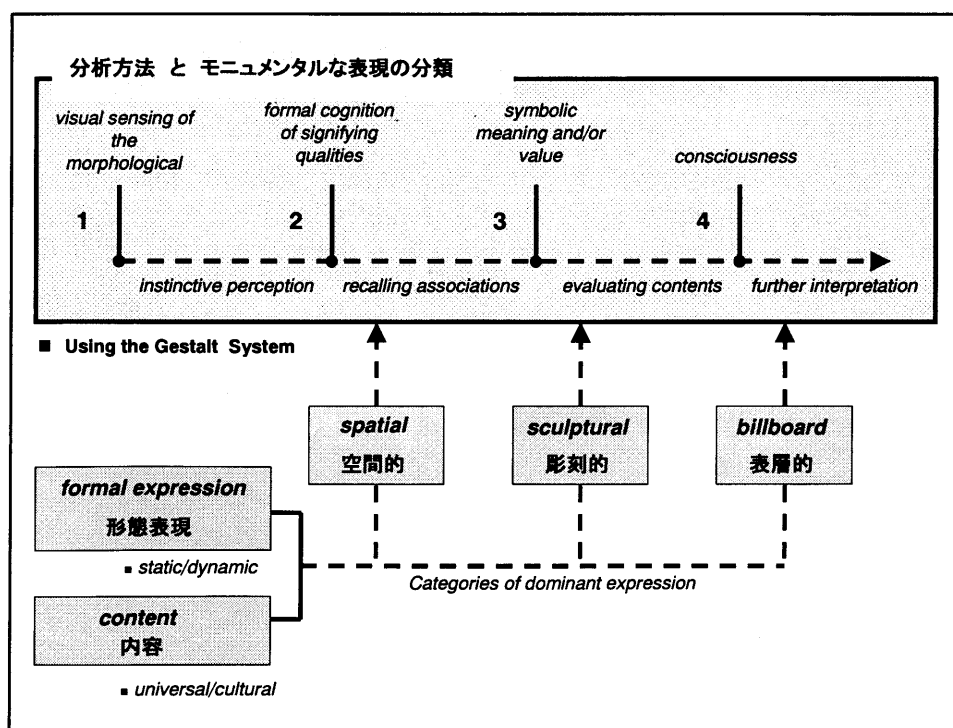 分析方法 と モニュメンタルな表現の分類
visual sensing of
the
morphological
formal cognition
of signifying
qualities
symbolic
meaning and/or
value
consciousness
1
2
3
4
instinctive perception
recalling associations
evaluating contents
further interpretation
■ Using the Gestalt System
spatial
空間的
sculptural
彫刻的
billboard
表層的
formal expression
形態表現
▪ static/dynamic
Categories of dominant expression
content
内容
▪ universal/cultural